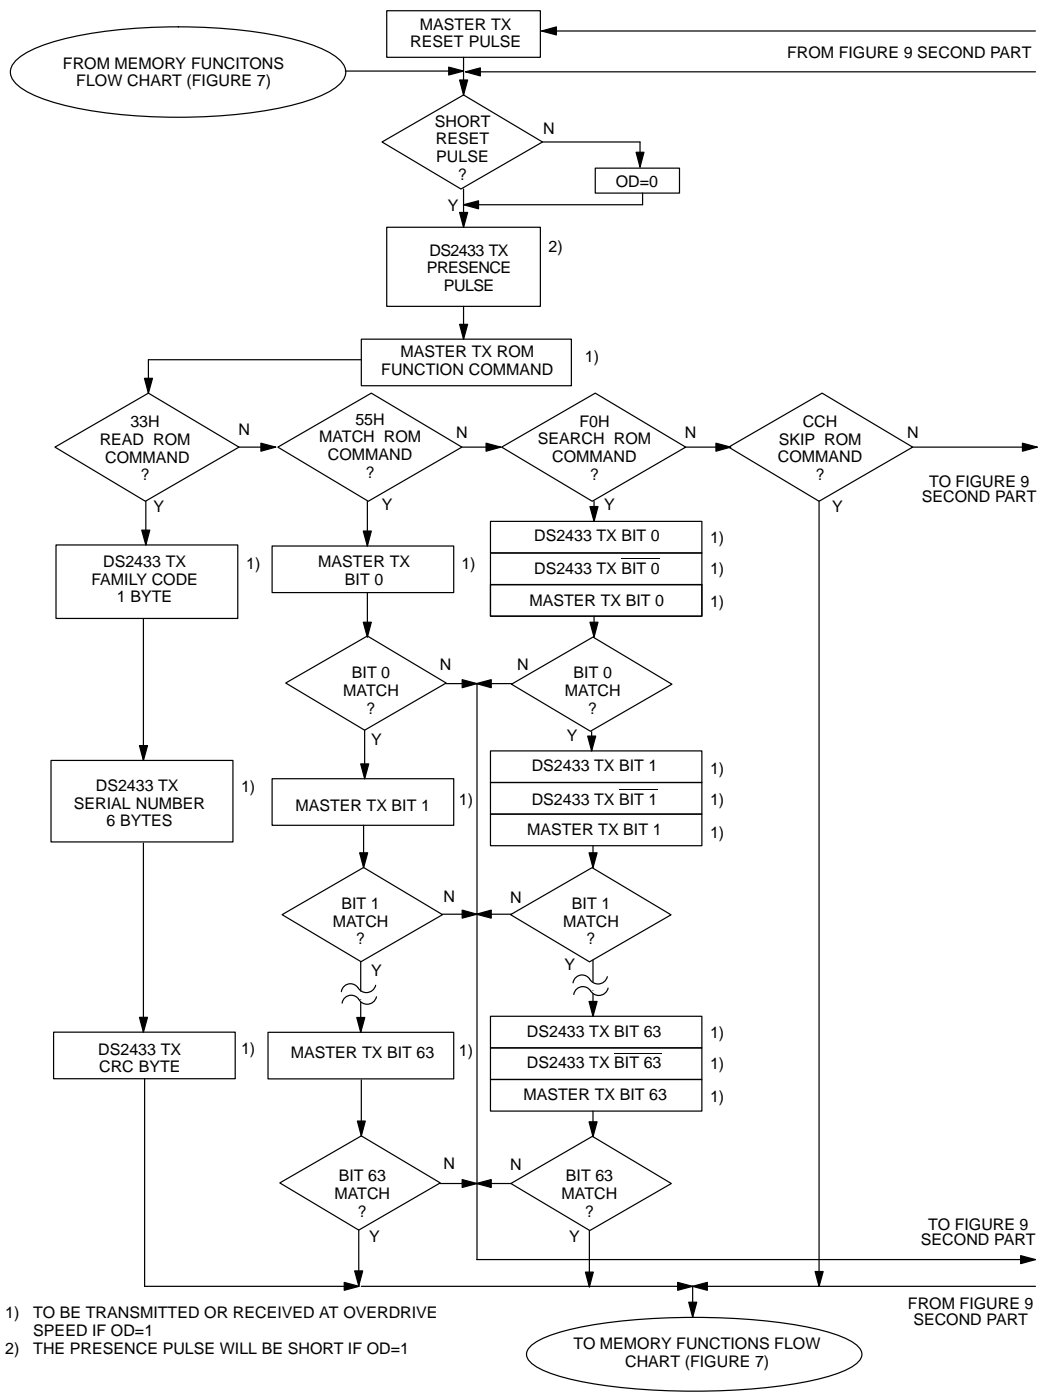 MASTER TX
RESET PULSE
FROM FIGURE 9 SECOND PART
FROM MEMORY FUNCITONS
FLOW CHART (FIGURE 7)
SHORT
RESET
PULSE
?
N
OD=0
Y
DS2433 TX
PRESENCE
PULSE
2)
MASTER TX ROM
FUNCTION COMMAND
1)
33H
READ ROM
COMMAND
?
N
Y
55H
MATCH ROM
COMMAND
?
N
Y
F0H
SEARCH ROM
COMMAND
?
N
Y
CCH
SKIP ROM
COMMAND
?
N
Y
TO FIGURE 9
SECOND PART
DS2433 TX
FAMILY CODE
1 BYTE
1)
MASTER TX
BIT 0
1)
DS2433 TX BIT 0
1)
DS2433 TX B̅I̅T̅ ̅0̅
1)
MASTER TX BIT 0
1)
BIT 0
MATCH
?
N
Y
BIT 0
MATCH
?
N
Y
DS2433 TX
SERIAL NUMBER
6 BYTES
1)
MASTER TX BIT 1
1)
DS2433 TX BIT 1
1)
DS2433 TX B̅I̅T̅ ̅1̅
1)
MASTER TX BIT 1
1)
BIT 1
MATCH
?
N
Y
BIT 1
MATCH
?
N
Y
DS2433 TX
CRC BYTE
1)
MASTER TX BIT 63
1)
DS2433 TX BIT 63
1)
DS2433 TX B̅I̅T̅ ̅6̅3̅
1)
MASTER TX BIT 63
1)
BIT 63
MATCH
?
N
Y
BIT 63
MATCH
?
N
Y
TO FIGURE 9
SECOND PART
FROM FIGURE 9
SECOND PART
1) TO BE TRANSMITTED OR RECEIVED AT OVERDRIVE
SPEED IF OD=1
2) THE PRESENCE PULSE WILL BE SHORT IF OD=1
TO MEMORY FUNCTIONS FLOW
CHART (FIGURE 7)